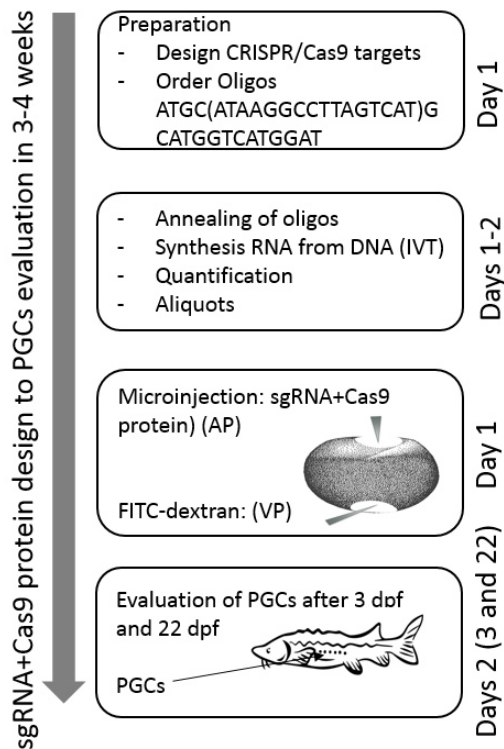 sgRNA+Cas9 protein design to PGCs evaluation in 3-4 weeks
Preparation
- Design CRISPR/Cas9 targets
- Order Oligos
ATGC(ATAAGGCCTTAGTCAT)G
CATGGTCATGGAT
Day 1
- Annealing of oligos
- Synthesis RNA from DNA (IVT)
- Quantification
- Aliquots
Days 1-2
Microinjection: sgRNA+Cas9
protein) (AP)
FITC-dextran: (VP)
Day 1
Evaluation of PGCs after 3 dpf
and 22 dpf
PGCs
Days 2 (3 and 22)